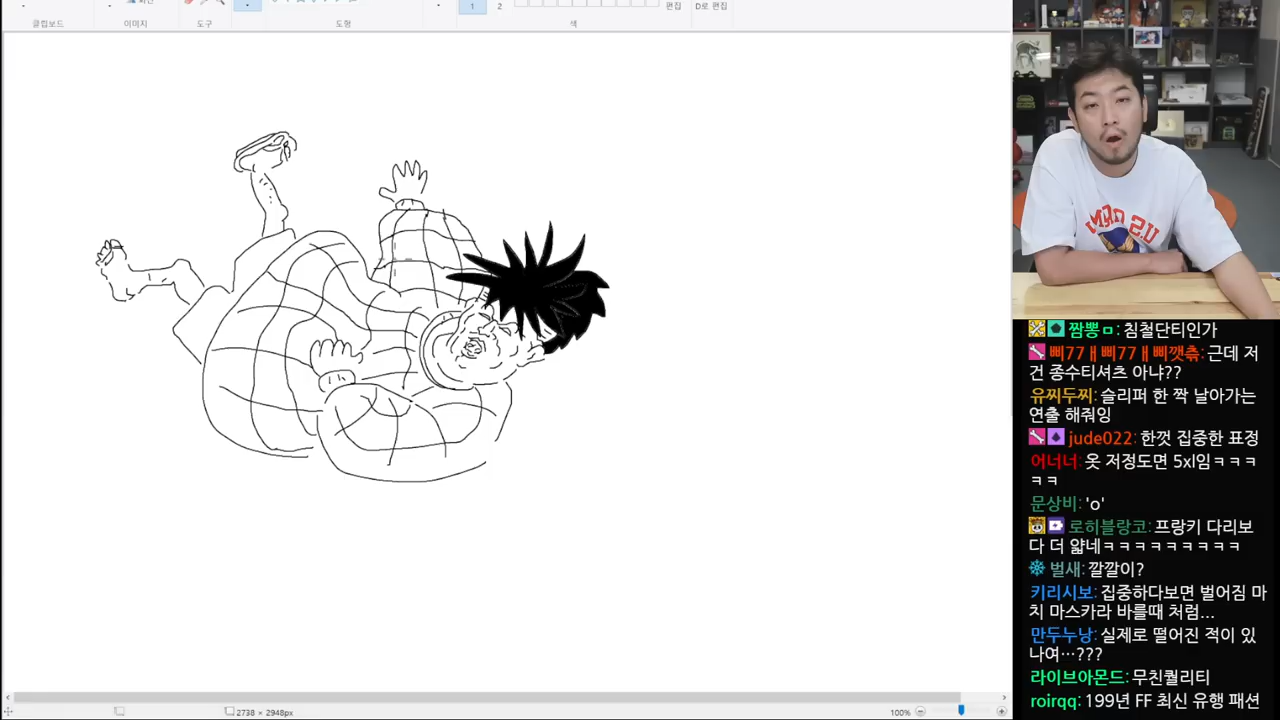 1
2
편집
D로 편집
클립보드
이미지
도구
도형
색
짬뽕ㅁ: 침철단티인가
삐77ㅐ삐77ㅐ삐깻츢: 근데 저
건 종수티셔츠 아냐??
유찌두찌: 슬리퍼 한 짝 날아가는
연출 해줘잉
jude022: 한껏 집중한 표정
어너너: 옷 저정도면 5xl임ㅋㅋㅋ
ㅋㅋ
문상비: 'o'
로히블랑코: 프랑키 다리보
다 더 얇네ㅋㅋㅋㅋㅋㅋㅋㅋㅋ
벌새: 깔깔이?
키리시보: 집중하다보면 벌어짐 마
치 마스카라 바를때 처럼...
만두누낭: 실제로 떨어진 적이 있
나여…???
라이브아몬드: 무친퀄리티
roirqq: 199년 FF 최신 유행 패션
2738 × 2948px
100%